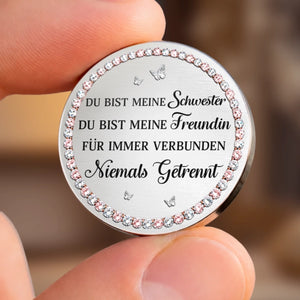 DU BIST MEINE Schwester
DU BIST MEINE Freundin
FÜR IMMER VERBUNDEN
Niemals Getrennt